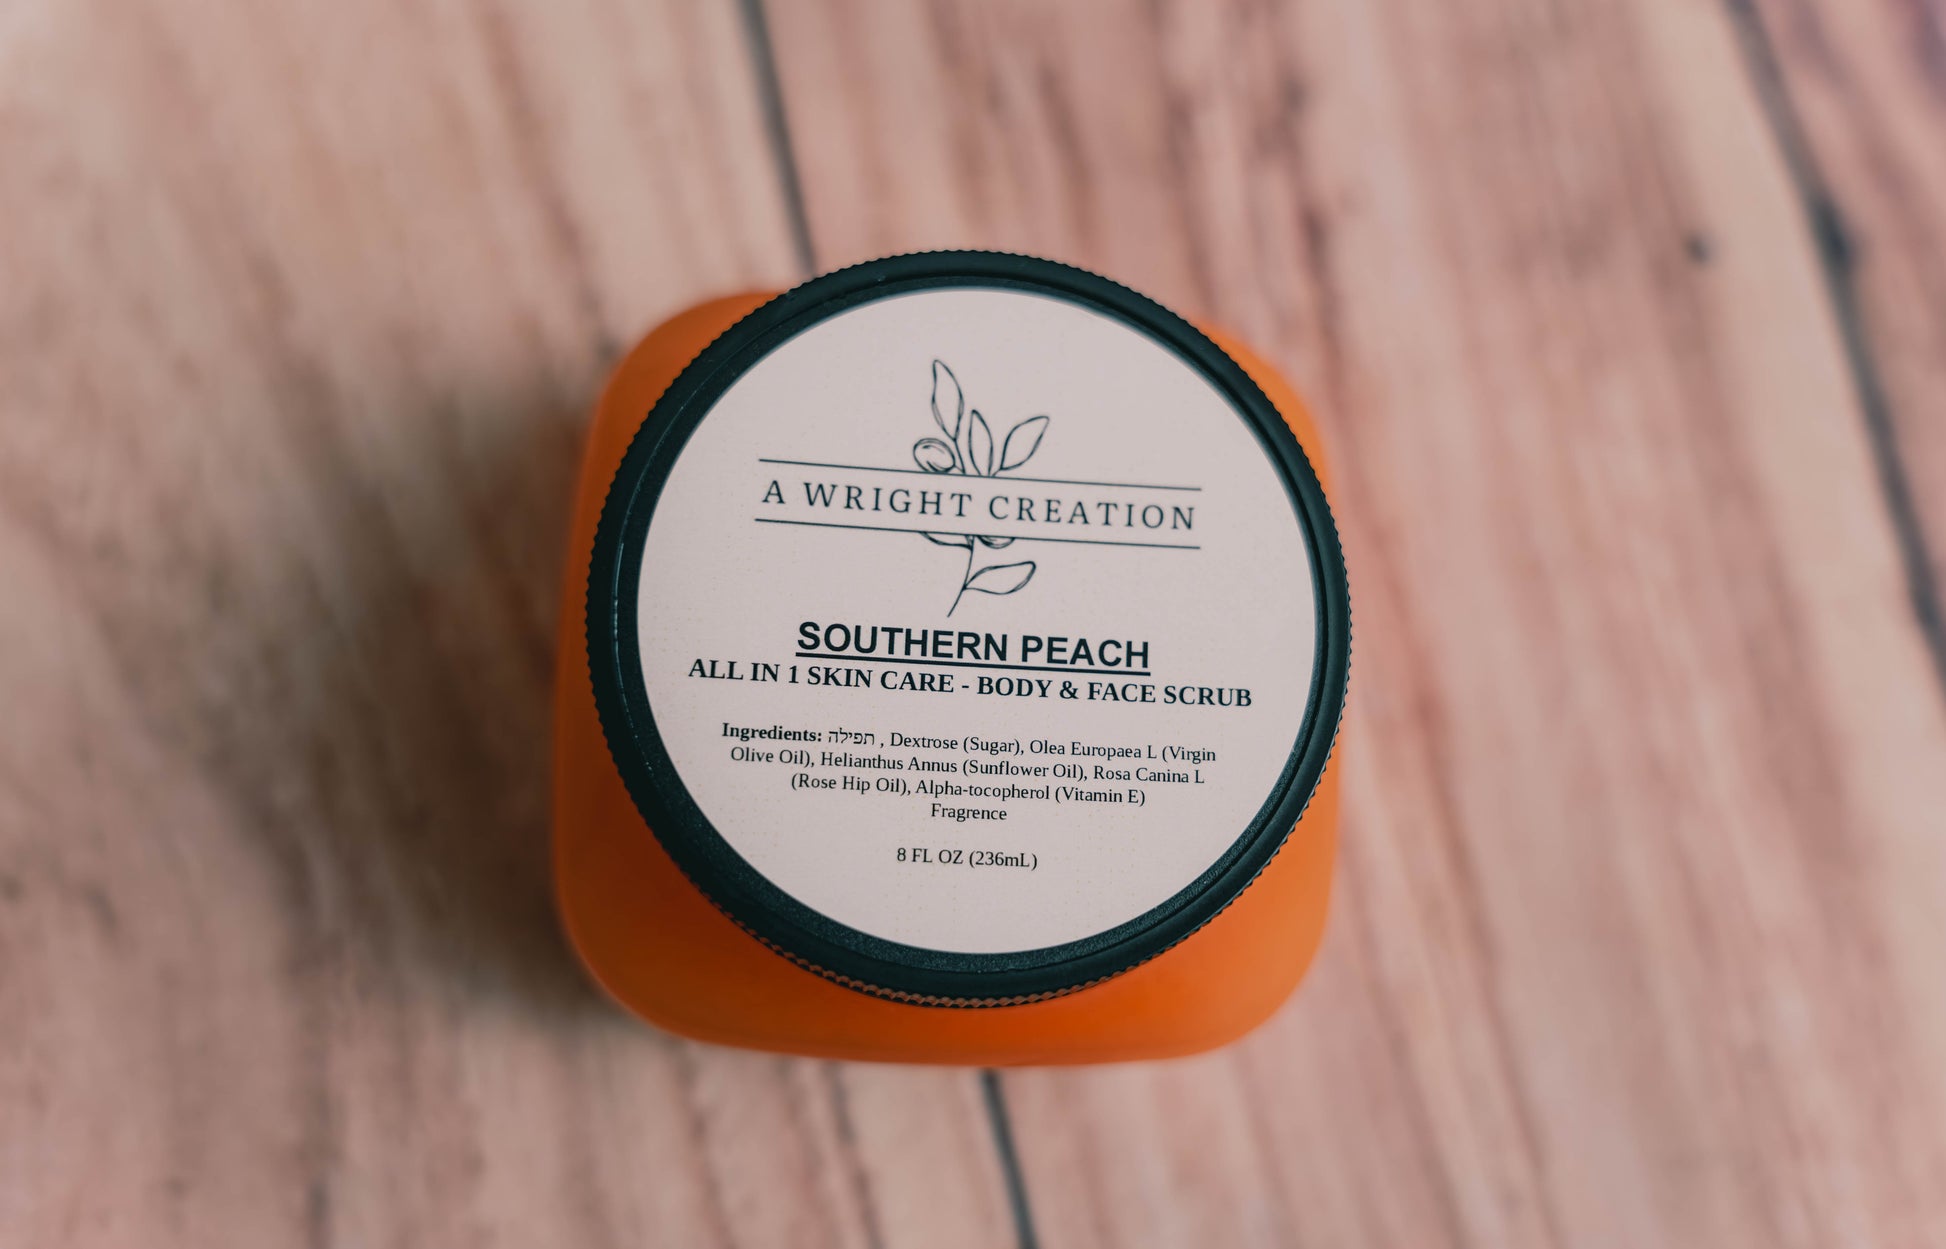 A WRIGHT CREATION
SOUTHERN PEACH
ALL IN 1 SKIN CARE - BODY & FACE SCRUB
Ingredients: תפילה , Dextrose (Sugar), Olea Europaea L (Virgin
Olive Oil), Helianthus Annus (Sunflower Oil), Rosa Canina L
(Rose Hip Oil), Alpha-tocopherol (Vitamin E)
Fragrence
8 FL OZ (236mL)